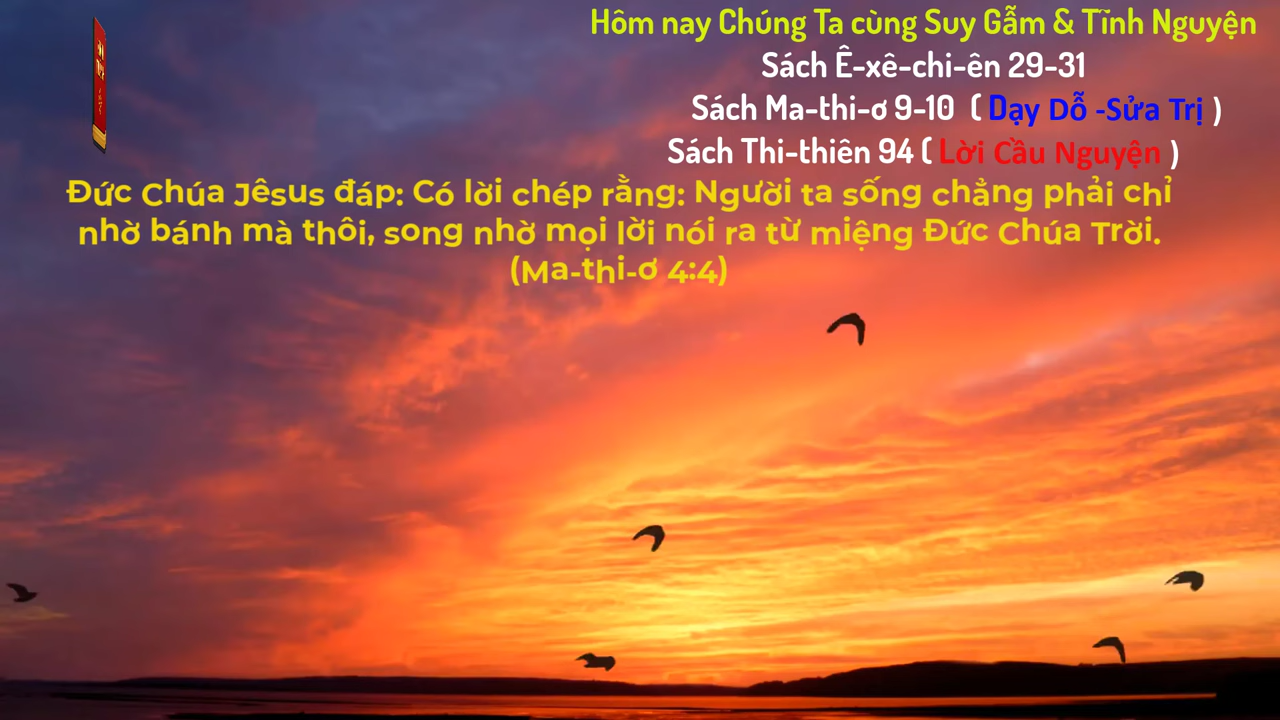 Hôm nay Chúng Ta cùng Suy Gẫm & Tĩnh Nguyện
Sách Ê-xê-chi-ên 29-31
Sách Ma-thi-ơ 9-10 ( Dạy Dỗ -Sửa Trị )
Sách Thi-thiên 94 ( Lời Cầu Nguyện )
Đức Chúa Jêsus đáp: Có lời chép rằng: Người ta sống chẳng phải chỉ
nhờ bánh mà thôi, song nhờ mọi lời nói ra từ miệng Đức Chúa Trời.
(Ma-thi-ơ 4:4)